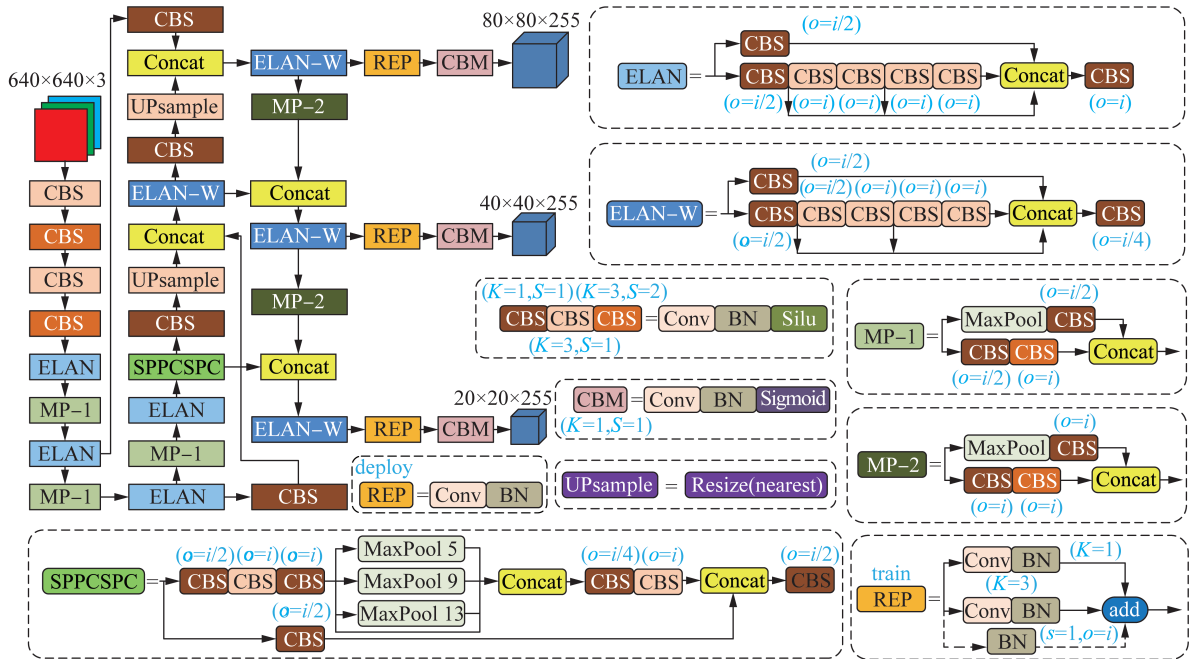 640×640×3
CBS
CBS
CBS
CBS
ELAN
MP-1
ELAN
MP-1
CBS
Concat
UPsample
CBS
ELAN-W
Concat
UPsample
CBS
SPPCSPC
ELAN
MP-1
ELAN
CBS
ELAN-W
REP
CBM
80×80×255
MP-2
Concat
ELAN-W
REP
CBM
40×40×255
MP-2
Concat
ELAN-W
REP
CBM
20×20×255
(o=i/2)
CBS
ELAN
=
CBS CBS CBS CBS CBS
Concat
CBS
(o=i/2) (o=i) (o=i) (o=i) (o=i)
(o=i)
(o=i/2)
CBS
(o=i/2) (o=i) (o=i) (o=i)
ELAN-W
=
CBS CBS CBS CBS CBS
Concat
CBS
(o=i/2)
(o=i/4)
(K=1,S=1) (K=3,S=2)
CBS CBS CBS = Conv BN Silu
(K=3,S=1)
CBM = Conv BN Sigmoid
(K=1,S=1)
deploy
REP = Conv BN
UPsample = Resize(nearest)
(o=i/2)
MaxPool CBS
MP-1 =
CBS CBS
Concat
(o=i/2) (o=i)
(o=i)
MaxPool CBS
MP-2 =
CBS CBS
Concat
(o=i) (o=i)
(o=i/2) (o=i) (o=i)
MaxPool 5
(o=i/4) (o=i)
(o=i/2)
SPPCSPC =
CBS CBS CBS
MaxPool 9
Concat
CBS CBS
Concat
CBS
(o=i/2)
MaxPool 13
CBS
train
REP =
Conv BN
(K=1)
(K=3)
Conv BN
add
BN
(s=1,o=i)